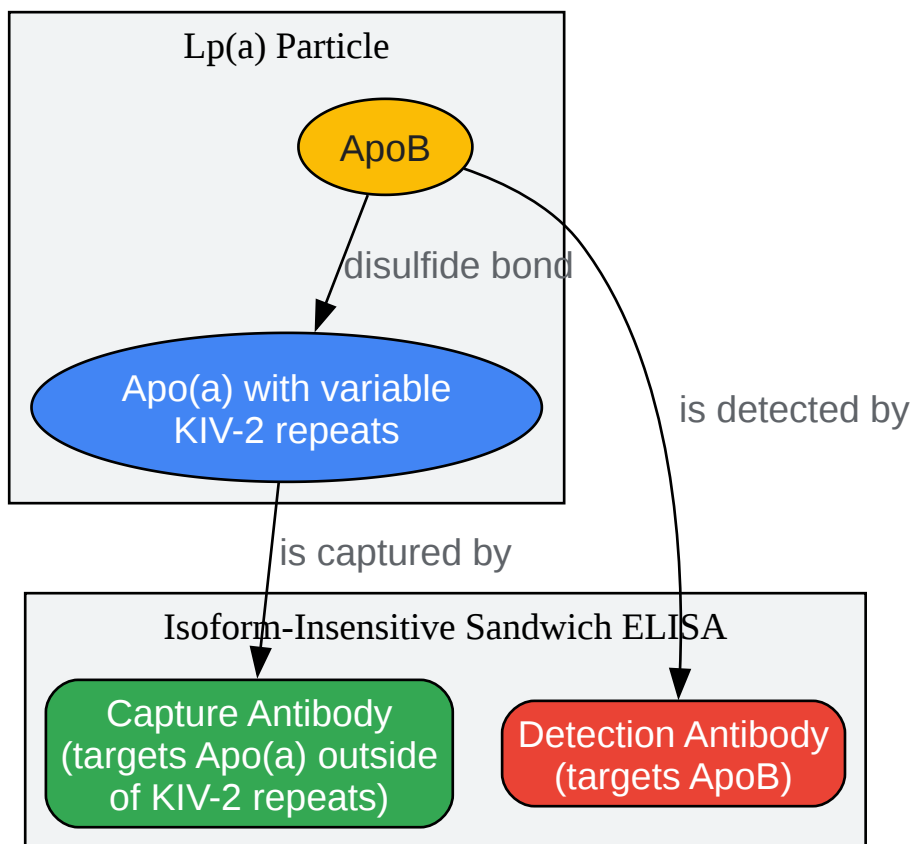 Lp(a) Particle
ApoB
disulfide bond
Apo(a) with variable
KIV-2 repeats
is detected by
is captured by
Isoform-Insensitive Sandwich ELISA
Capture Antibody
(targets Apo(a) outside
of KIV-2 repeats)
Detection Antibody
(targets ApoB)